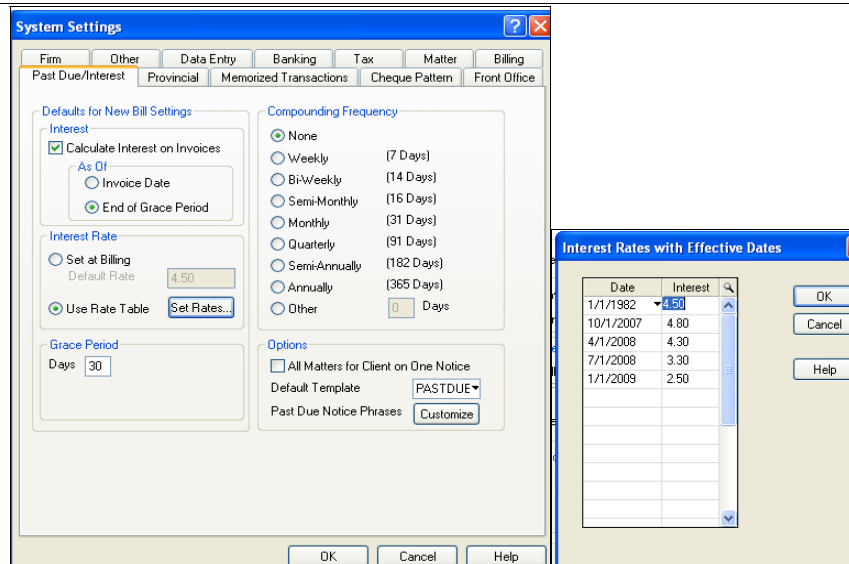 System Settings
Firm Other Data Entry Banking Tax Matter Billing
Past Due/Interest Provincial Memorized Transactions Cheque Pattern Front Office
Defaults for New Bill Settings
Interest
Calculate Interest on Invoices
As Of
Invoice Date
End of Grace Period
Interest Rate
Set at Billing
Default Rate 4.50
Use Rate Table Set Rates...
Grace Period
Days 30
Compounding Frequency
None
Weekly (7 Days)
Bi-Weekly (14 Days)
Semi-Monthly (16 Days)
Monthly (31 Days)
Quarterly (91 Days)
Semi-Annually (182 Days)
Annually (365 Days)
Other 0 Days
Options
All Matters for Client on One Notice
Default Template PASTDUE
Past Due Notice Phrases Customize
OK Cancel Help
Interest Rates with Effective Dates
Date Interest
1/1/1982 4.50
10/1/2007 4.80
4/1/2008 4.30
7/1/2008 3.30
1/1/2009 2.50
OK
Cancel
Help